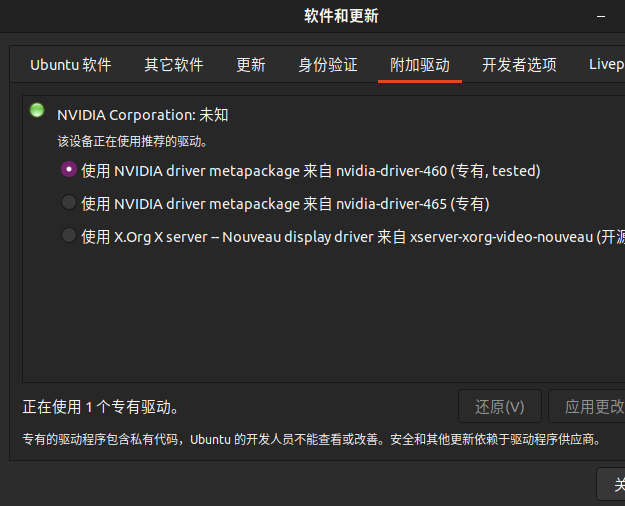 软件和更新
Ubuntu 软件 其它软件 更新 身份验证 附加驱动 开发者选项 Livep
NVIDIA Corporation: 未知
该设备正在使用推荐的驱动。
使用 NVIDIA driver metapackage 来自 nvidia-driver-460 (专有, tested)
使用 NVIDIA driver metapackage 来自 nvidia-driver-465 (专有)
使用 X.Org X server -- Nouveau display driver 来自 xserver-xorg-video-nouveau (开源
正在使用 1 个专有驱动。 还原(V) 应用更改
专有的驱动程序包含私有代码，Ubuntu 的开发人员不能查看或改善。安全和其他更新依赖于驱动程序供应商。
关